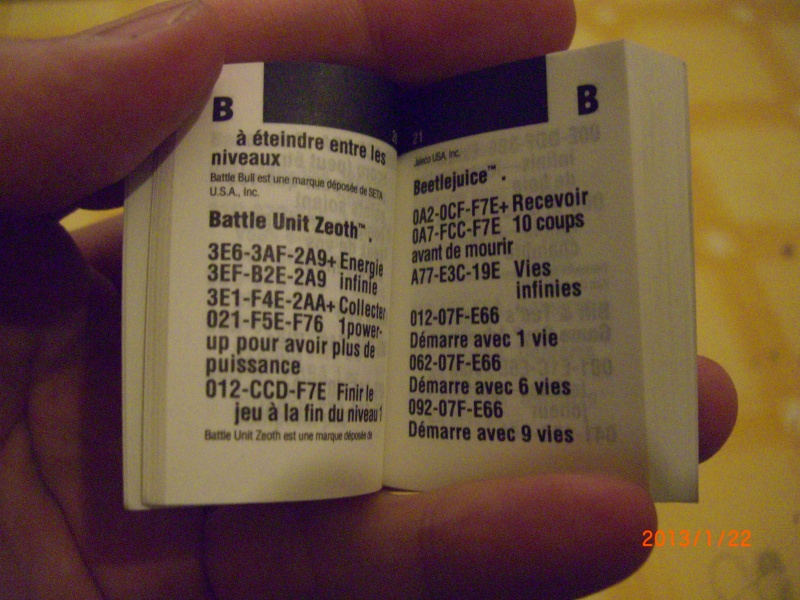 B
à éteindre entre les
niveaux
Battle Bull est une marque déposée de SETA
U.S.A., Inc.
Battle Unit Zeoth™.
3E6-3AF-2A9+ Energie
3EF-B2E-2A9 infinie
3E1-F4E-2AA+ Collecter
021-F5E-F76 1power-
up pour avoir plus de
puissance
012-CCD-F7E Finir le
jeu à la fin du niveau 1
Battle Unit Zeoth est une marque déposée de
21
B
Jaleco USA, Inc.
Beetlejuice™.
0A2-0CF-F7E+ Recevoir
0A7-FCC-F7E 10 coups
avant de mourir
A77-E3C-19E Vies
infinies
012-07F-E66
Démarre avec 1 vie
062-07F-E66
Démarre avec 6 vies
092-07F-E66
Démarre avec 9 vies
2013/1/22